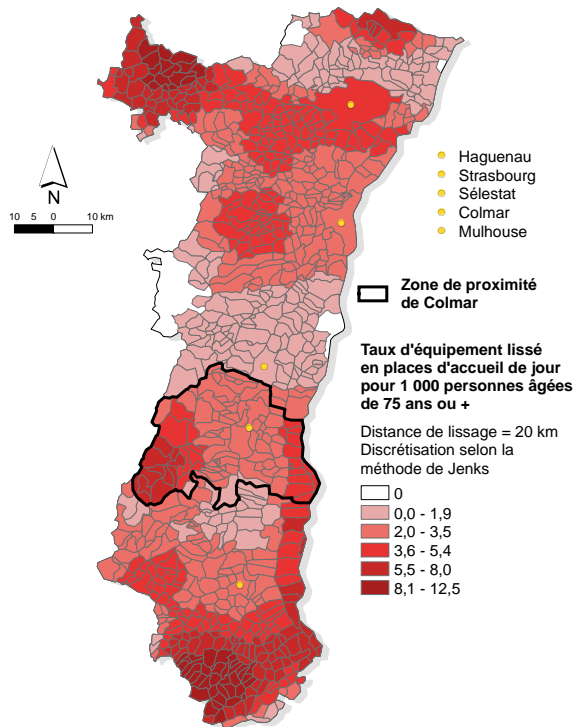 N
10 5 0 10 km
Haguenau
Strasbourg
Sélestat
Colmar
Mulhouse
Zone de proximité
de Colmar
Taux d'équipement lissé
en places d'accueil de jour
pour 1 000 personnes âgées
de 75 ans ou +
Distance de lissage = 20 km
Discrétisation selon la
méthode de Jenks
0
0,0 - 1,9
2,0 - 3,5
3,6 - 5,4
5,5 - 8,0
8,1 - 12,5